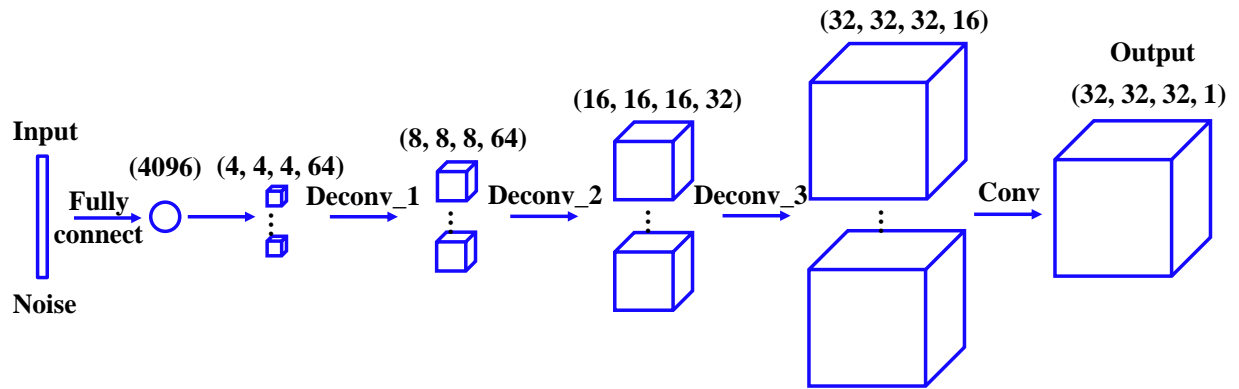 Input
Noise
Fully
connect
(4096)
(4, 4, 4, 64)
Deconv_1
(8, 8, 8, 64)
Deconv_2
(16, 16, 16, 32)
Deconv_3
(32, 32, 32, 16)
Conv
Output
(32, 32, 32, 1)